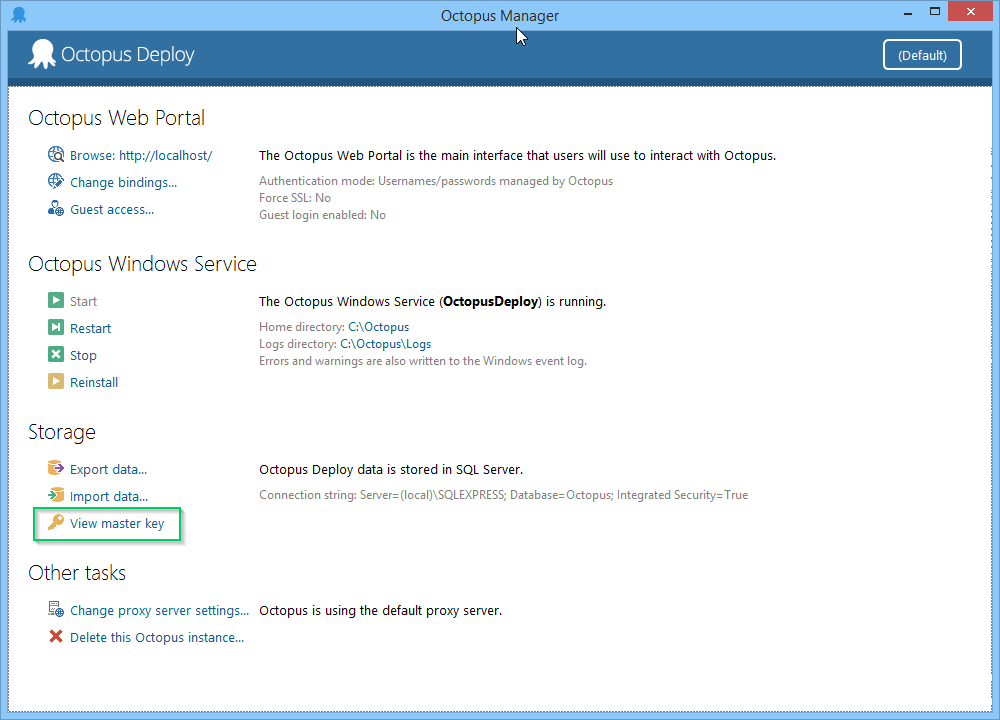 Octopus Manager
Octopus Deploy
(Default)
Octopus Web Portal
Browse: http://localhost/
The Octopus Web Portal is the main interface that users will use to interact with Octopus.
Change bindings...
Authentication mode: Usernames/passwords managed by Octopus
Force SSL: No
Guest access...
Guest login enabled: No
Octopus Windows Service
Start
The Octopus Windows Service (OctopusDeploy) is running.
Restart
Home directory: C:\Octopus
Logs directory: C:\Octopus\Logs
Stop
Errors and warnings are also written to the Windows event log.
Reinstall
Storage
Export data...
Octopus Deploy data is stored in SQL Server.
Import data...
Connection string: Server=(local)\SQLEXPRESS; Database=Octopus; Integrated Security=True
View master key
Other tasks
Change proxy server settings...
Octopus is using the default proxy server.
Delete this Octopus instance...